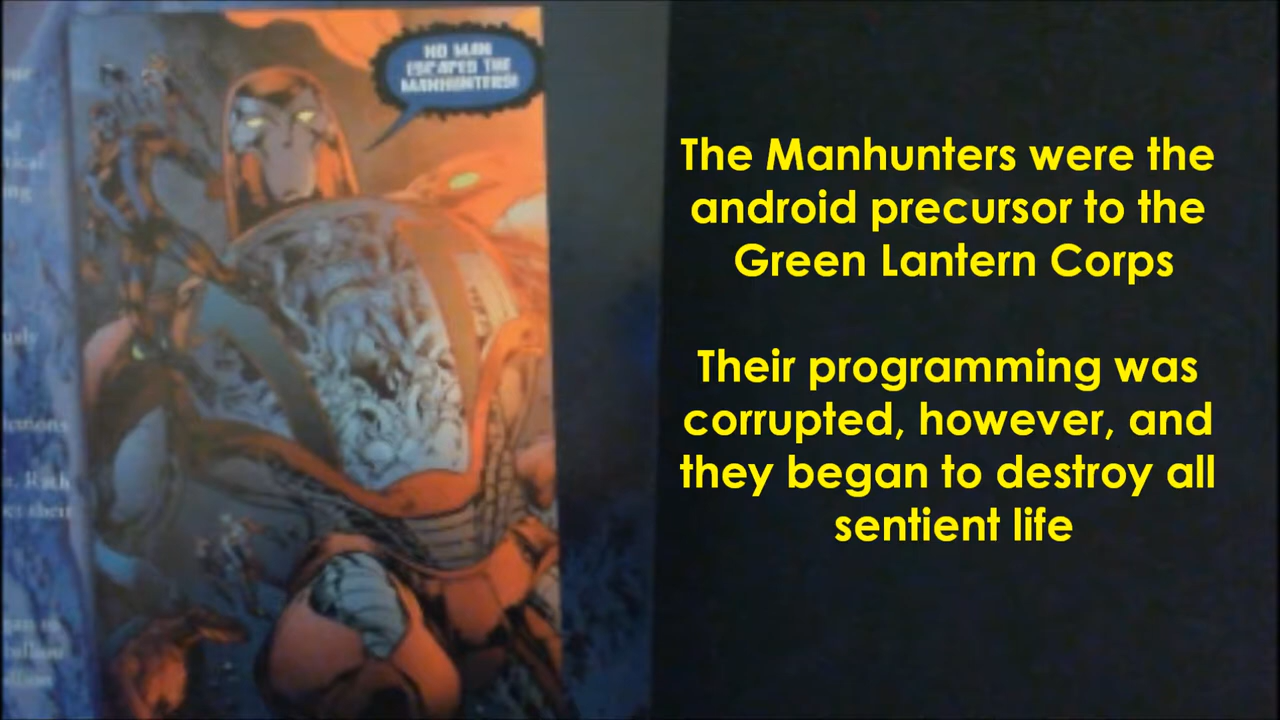 NO MAN
ESCAPES THE
MANHUNTERS!
The Manhunters were the
android precursor to the
Green Lantern Corps
Their programming was
corrupted, however, and
they began to destroy all
sentient life